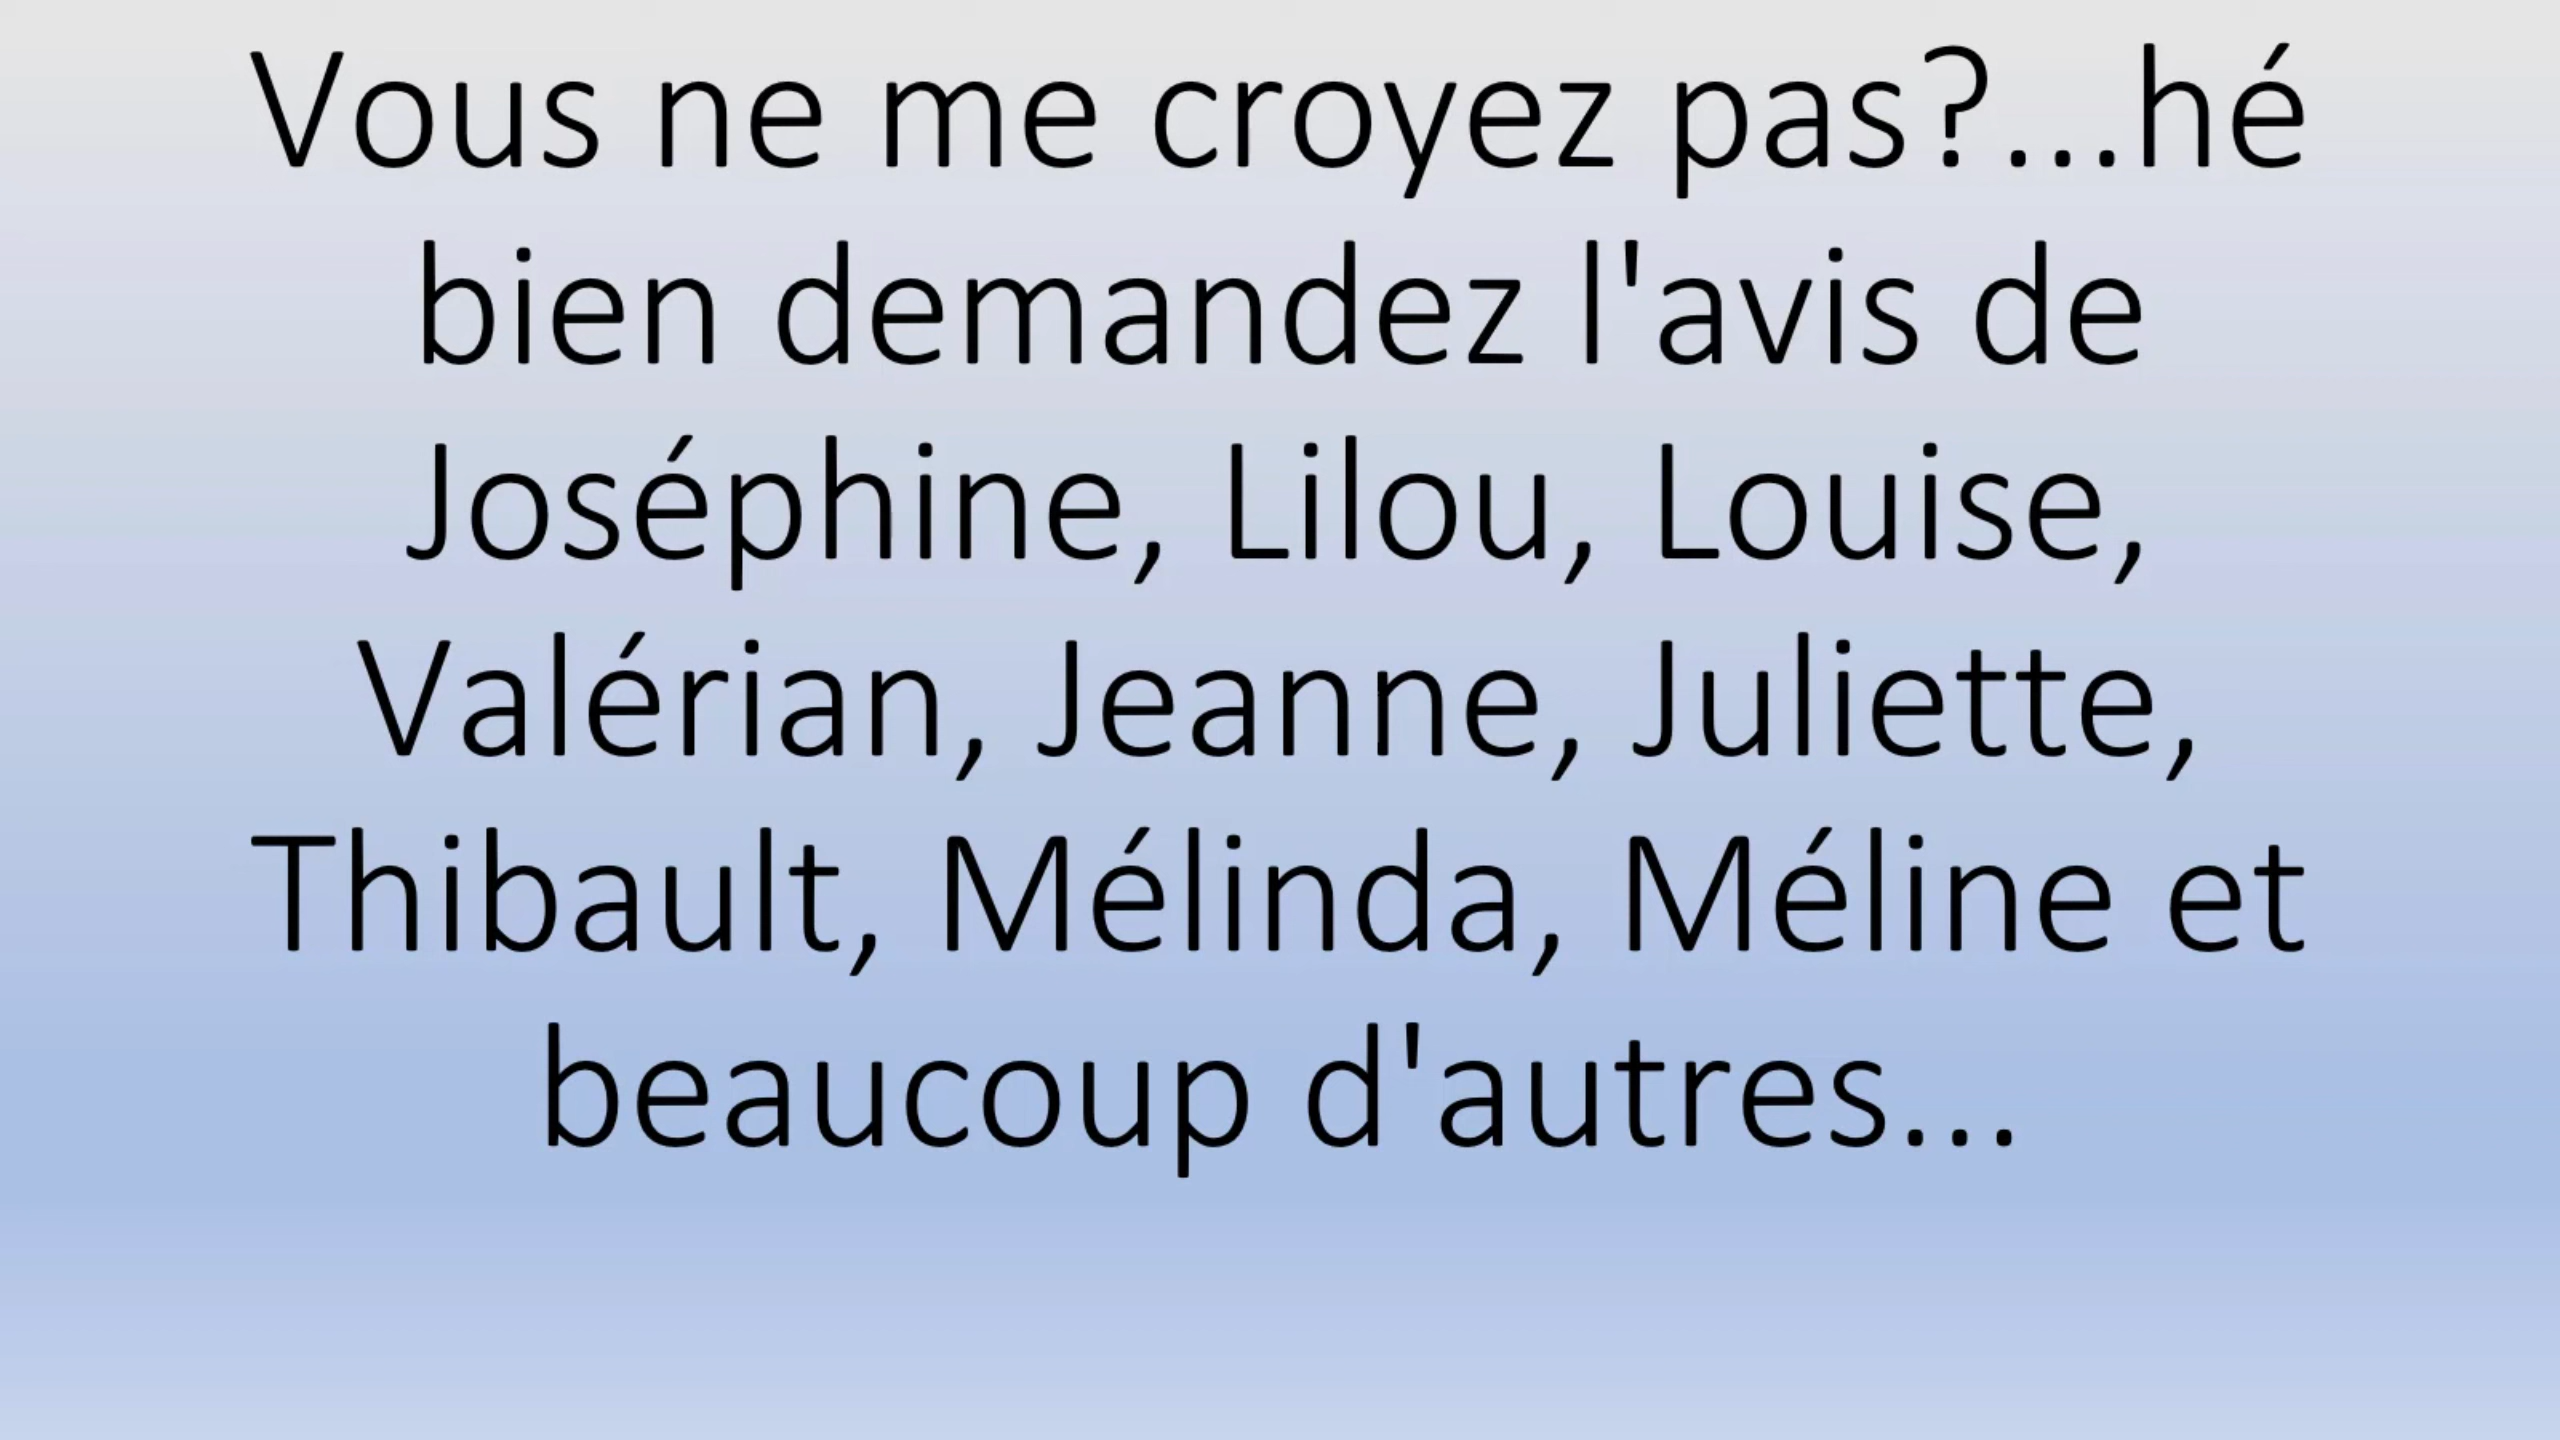 Vous ne me croyez pas?...hé
bien demandez l'avis de
Joséphine, Lilou, Louise,
Valérian, Jeanne, Juliette,
Thibault, Mélinda, Méline et
beaucoup d'autres...